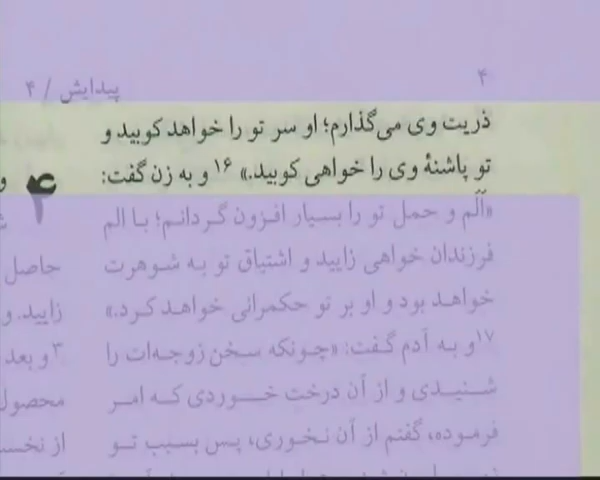 ۴
پیدایش / ۴
ذریت وی می‌گذارم؛ او سر تو را خواهد کوبید و
تو پاشنهٔ وی را خواهی کوبید.» ۱۶ و به زن گفت:
«اَلَم و حمل تو را بسیار افزون گردانم؛ با الم
فرزندان خواهی زایید و اشتیاق تو به شوهرت
خواهد بود و او بر تو حکمرانی خواهد کرد.»
۱۷ و به آدم گفت: «چونکه سخن زوجه‌ات را
شنیدی و از آن درخت خوردی که امر
فرموده، گفتم از آن نخوری، پس بسبب تو
۴ و
حاصل
زایید. و
۳ و بعد
محصول
از نخست